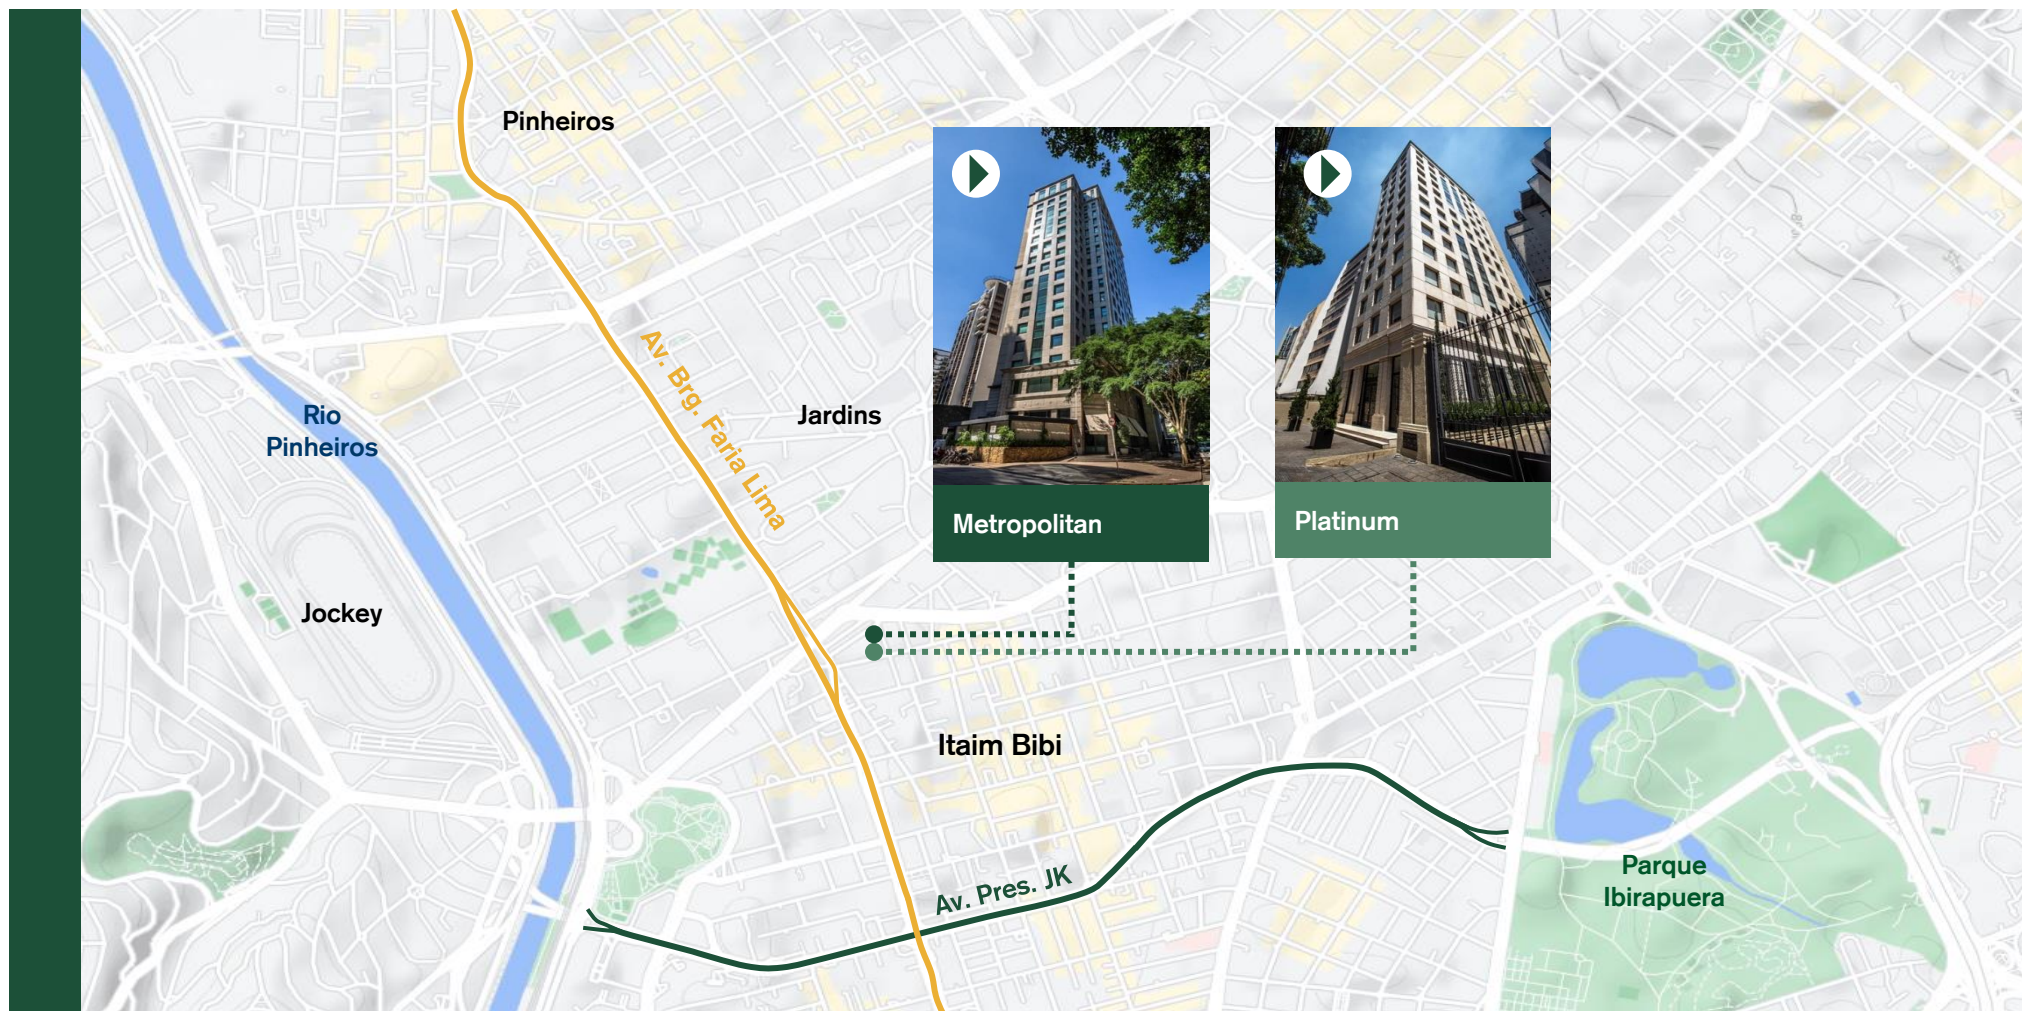 Pinheiros
Av. Brg. Faria Lima
Rio
Pinheiros
Jardins
Metropolitan
Platinum
Jockey
Itaim Bibi
Av. Pres. JK
Parque
Ibirapuera